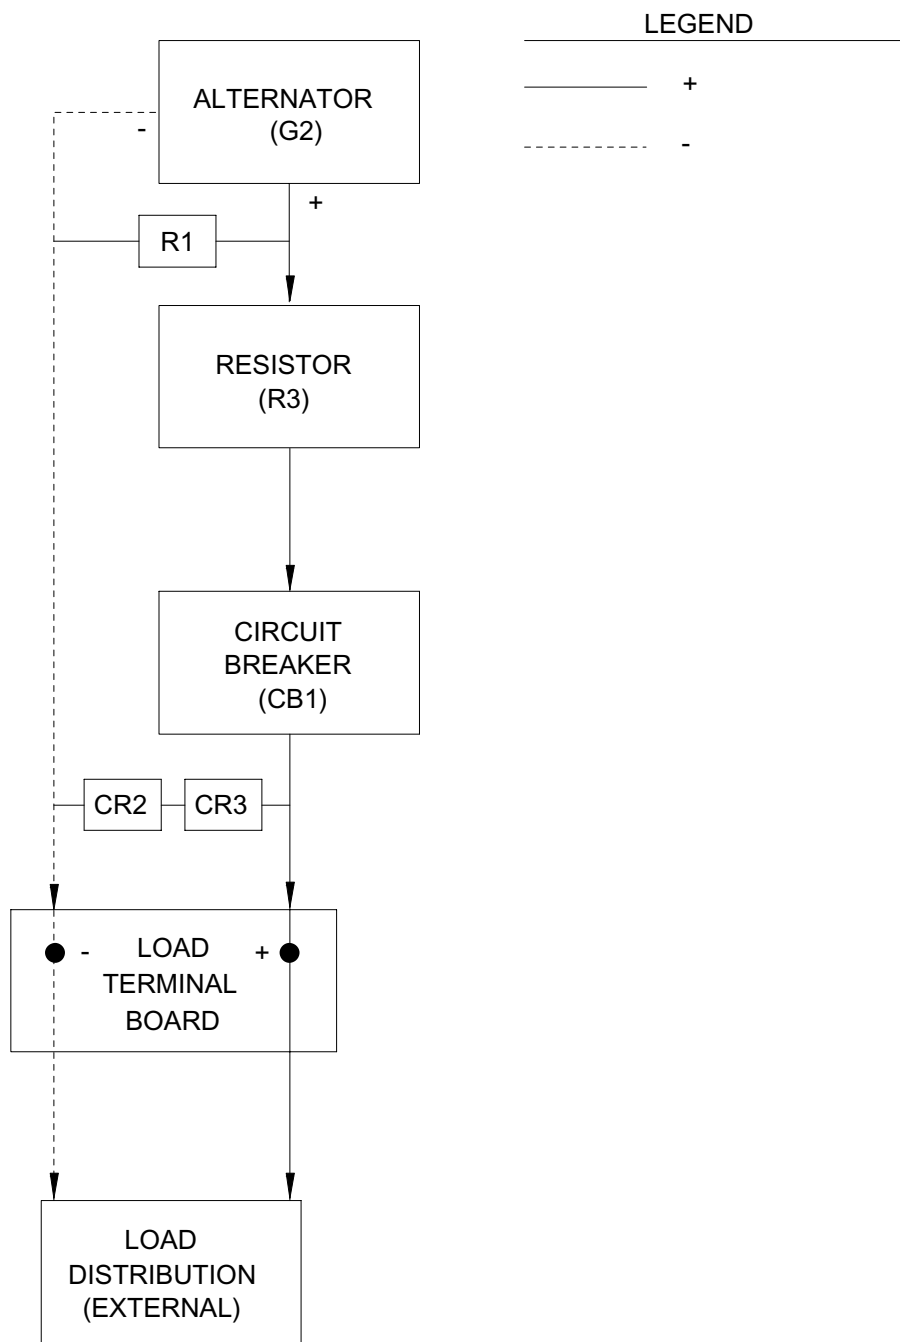 LEGEND
+
-
ALTERNATOR
(G2)
-
+
R1
RESISTOR
(R3)
CIRCUIT
BREAKER
(CB1)
CR2
CR3
- LOAD +
TERMINAL
BOARD
LOAD
DISTRIBUTION
(EXTERNAL)